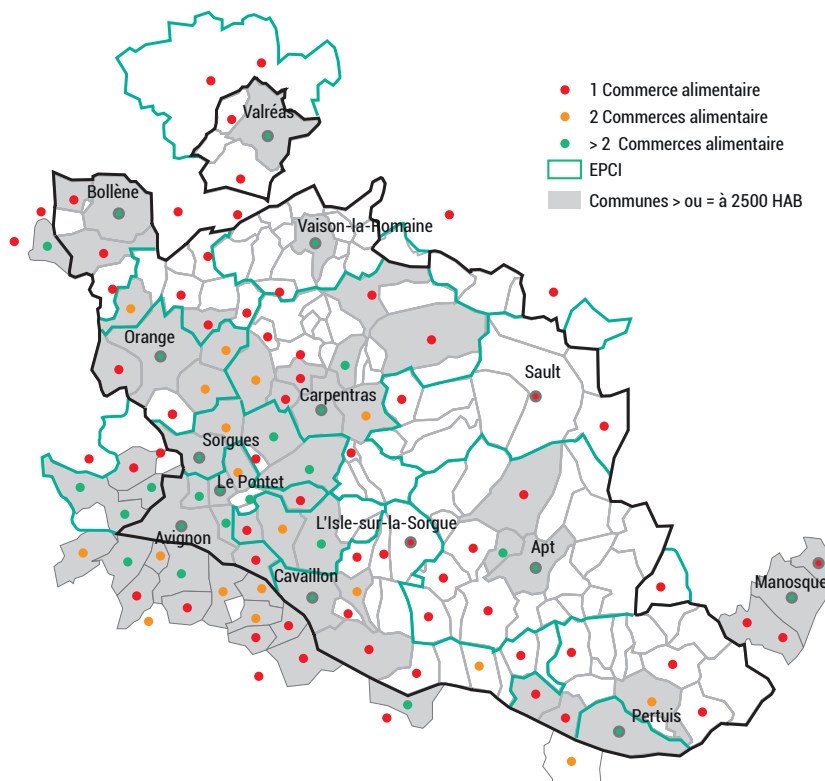 Valréas
1 Commerce alimentaire
2 Commerces alimentaire
> 2 Commerces alimentaire
EPCI
Communes > ou = à 2500 HAB
Bollène
Vaison-la-Romaine
Orange
Sault
Carpentras
Sorgues
Le Pontet
L'Isle-sur-la-Sorgue
Avignon
Apt
Cavaillon
Manosque
Pertuis